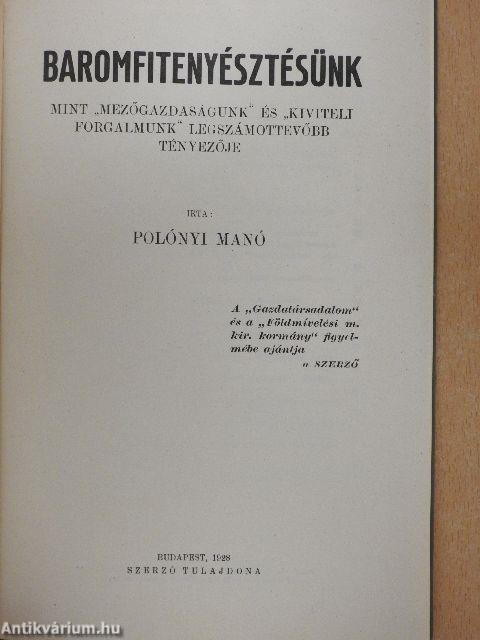 BAROMFITENYÉSZTÉSÜNK
MINT „MEZŐGAZDASÁGUNK" ÉS „KIVITELI
FORGALMUNK" LEGSZÁMOTTEVŐBB
TÉNYEZŐJE
IRTA:
POLÓNYI MANÓ
A „Gazdatársadalom"
és a „Földmívelési m.
kir. kormány" figyel-
mébe ajánlja
a SZERZŐ
BUDAPEST, 1928
SZERZŐ TULAJDONA
Antikvárium.hu